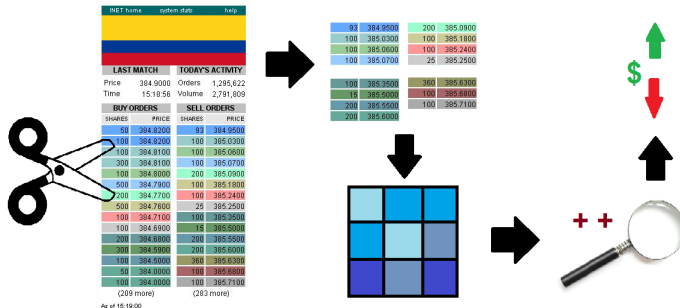 INET home system stats help
LAST MATCH TODAY'S ACTIVITY
Price 384.9000 Orders 1,295,622
Time 15:18:56 Volume 2,791,809
BUY ORDERS SELL ORDERS
SHARES PRICE SHARES PRICE
50 384.8200 93 384.9500
100 384.8200 100 385.0300
100 384.8100 100 385.0600
300 384.8100 100 385.0700
100 384.8000 200 385.0900
500 384.7900 100 385.1800
200 384.7700 100 385.2400
500 384.7600 25 385.2500
100 384.7100 100 385.3500
100 384.6900 15 385.5000
200 384.6800 200 385.5500
300 384.5900 200 385.6000
100 384.5000 360 385.6300
50 384.0000 100 385.6800
100 384.0000 100 385.7100
(209 more) (283 more)
As of 15:19:00
93 384.9500 200 385.0900
100 385.0300 100 385.1800
100 385.0600 100 385.2400
100 385.0700 25 385.2500
100 385.3500 360 385.6300
15 385.5000 100 385.6800
200 385.5500 100 385.7100
200 385.6000
$
+ +